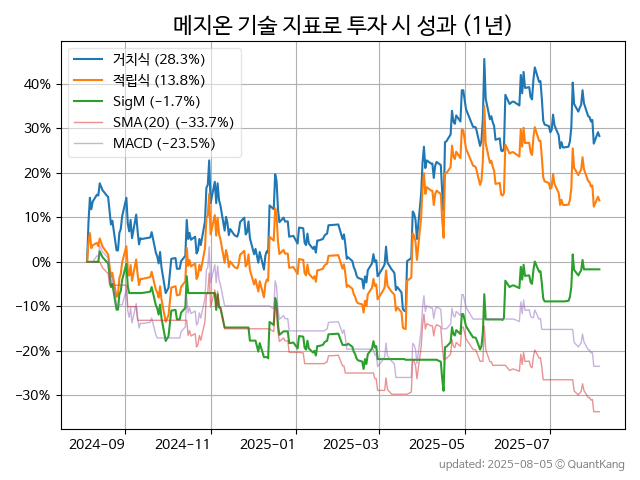 메지온 기술 지표로 투자 시 성과 (1년)
거치식 (28.3%)
적립식 (13.8%)
SigM (−1.7%)
SMA(20) (−33.7%)
MACD (−23.5%)
40%
30%
20%
10%
0%
−10%
−20%
−30%
2024−09 2024−11 2025−01 2025−03 2025−05 2025−07
updated: 2025-08-05 © QuantKang